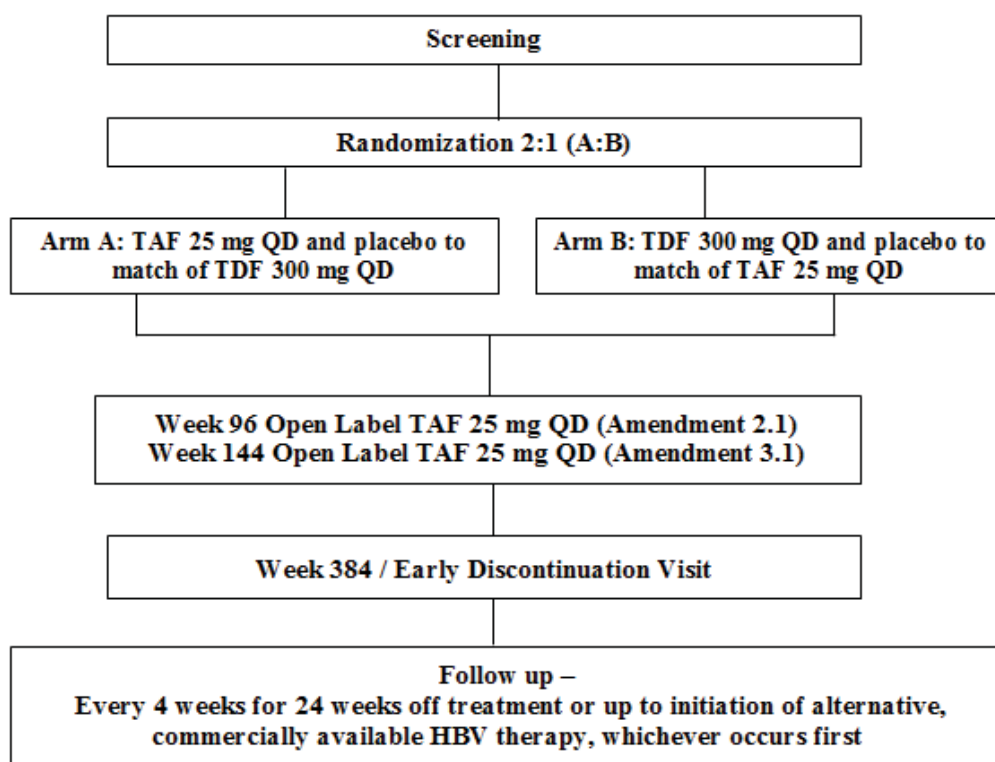 Screening
Randomization 2:1 (A:B)
Arm A: TAF 25 mg QD and placebo to
match of TDF 300 mg QD
Arm B: TDF 300 mg QD and placebo to
match of TAF 25 mg QD
Week 96 Open Label TAF 25 mg QD (Amendment 2.1)
Week 144 Open Label TAF 25 mg QD (Amendment 3.1)
Week 384 / Early Discontinuation Visit
Follow up –
Every 4 weeks for 24 weeks off treatment or up to initiation of alternative,
commercially available HBV therapy, whichever occurs first